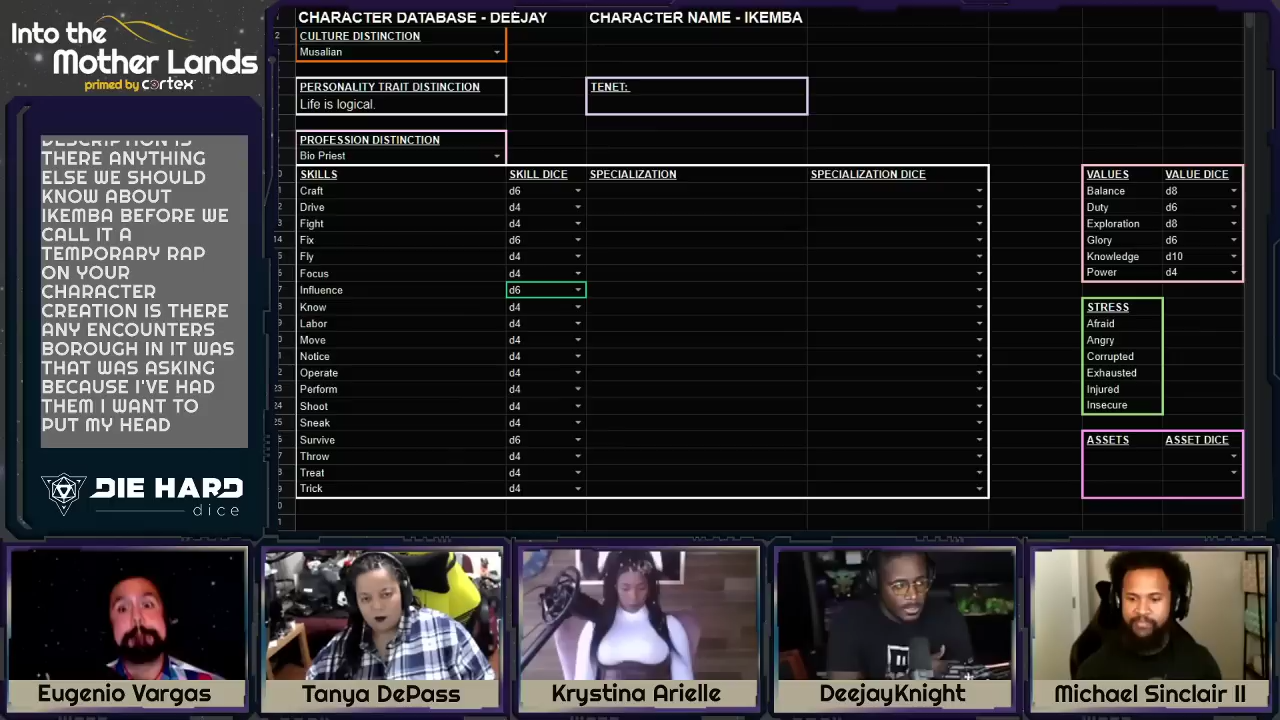 Into the
Mother Lands
primed by cortex
DESCRIPTION IS
THERE ANYTHING
ELSE WE SHOULD
KNOW ABOUT
IKEMBA BEFORE WE
CALL IT A
TEMPORARY RAP
ON YOUR
CHARACTER
CREATION IS THERE
ANY ENCOUNTERS
BOROUGH IN IT WAS
THAT WAS ASKING
BECAUSE I'VE HAD
THEM I WANT TO
PUT MY HEAD
DIE HARD
dice
CHARACTER DATABASE - DEEJAY CHARACTER NAME - IKEMBA
CULTURE DISTINCTION
Musalian
PERSONALITY TRAIT DISTINCTION TENET:
Life is logical.
PROFESSION DISTINCTION
Bio Priest
SKILLS SKILL DICE SPECIALIZATION SPECIALIZATION DICE
Craft d6
Drive d4
Fight d4
Fix d6
Fly d4
Focus d4
Influence d6
Know d4
Labor d4
Move d4
Notice d4
Operate d4
Perform d4
Shoot d4
Sneak d4
Survive d6
Throw d4
Treat d4
Trick d4
VALUES VALUE DICE
Balance d8
Duty d6
Exploration d8
Glory d6
Knowledge d10
Power d4
STRESS
Afraid
Angry
Corrupted
Exhausted
Injured
Insecure
ASSETS ASSET DICE
Eugenio Vargas
Tanya DePass
Krystina Arielle
DeejayKnight
Michael Sinclair II